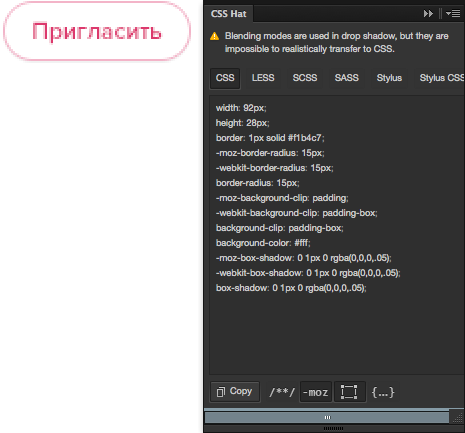 Пригласить
CSS Hat
Blending modes are used in drop shadow, but they are
impossible to realistically transfer to CSS.
CSS LESS SCSS SASS Stylus Stylus CSS
width: 92px;
height: 28px;
border: 1px solid #f1b4c7;
-moz-border-radius: 15px;
-webkit-border-radius: 15px;
border-radius: 15px;
-moz-background-clip: padding;
-webkit-background-clip: padding-box;
background-clip: padding-box;
background-color: #fff;
-moz-box-shadow: 0 1px 0 rgba(0,0,0,.05);
-webkit-box-shadow: 0 1px 0 rgba(0,0,0,.05);
box-shadow: 0 1px 0 rgba(0,0,0,.05);
Copy /**/ -moz {...}